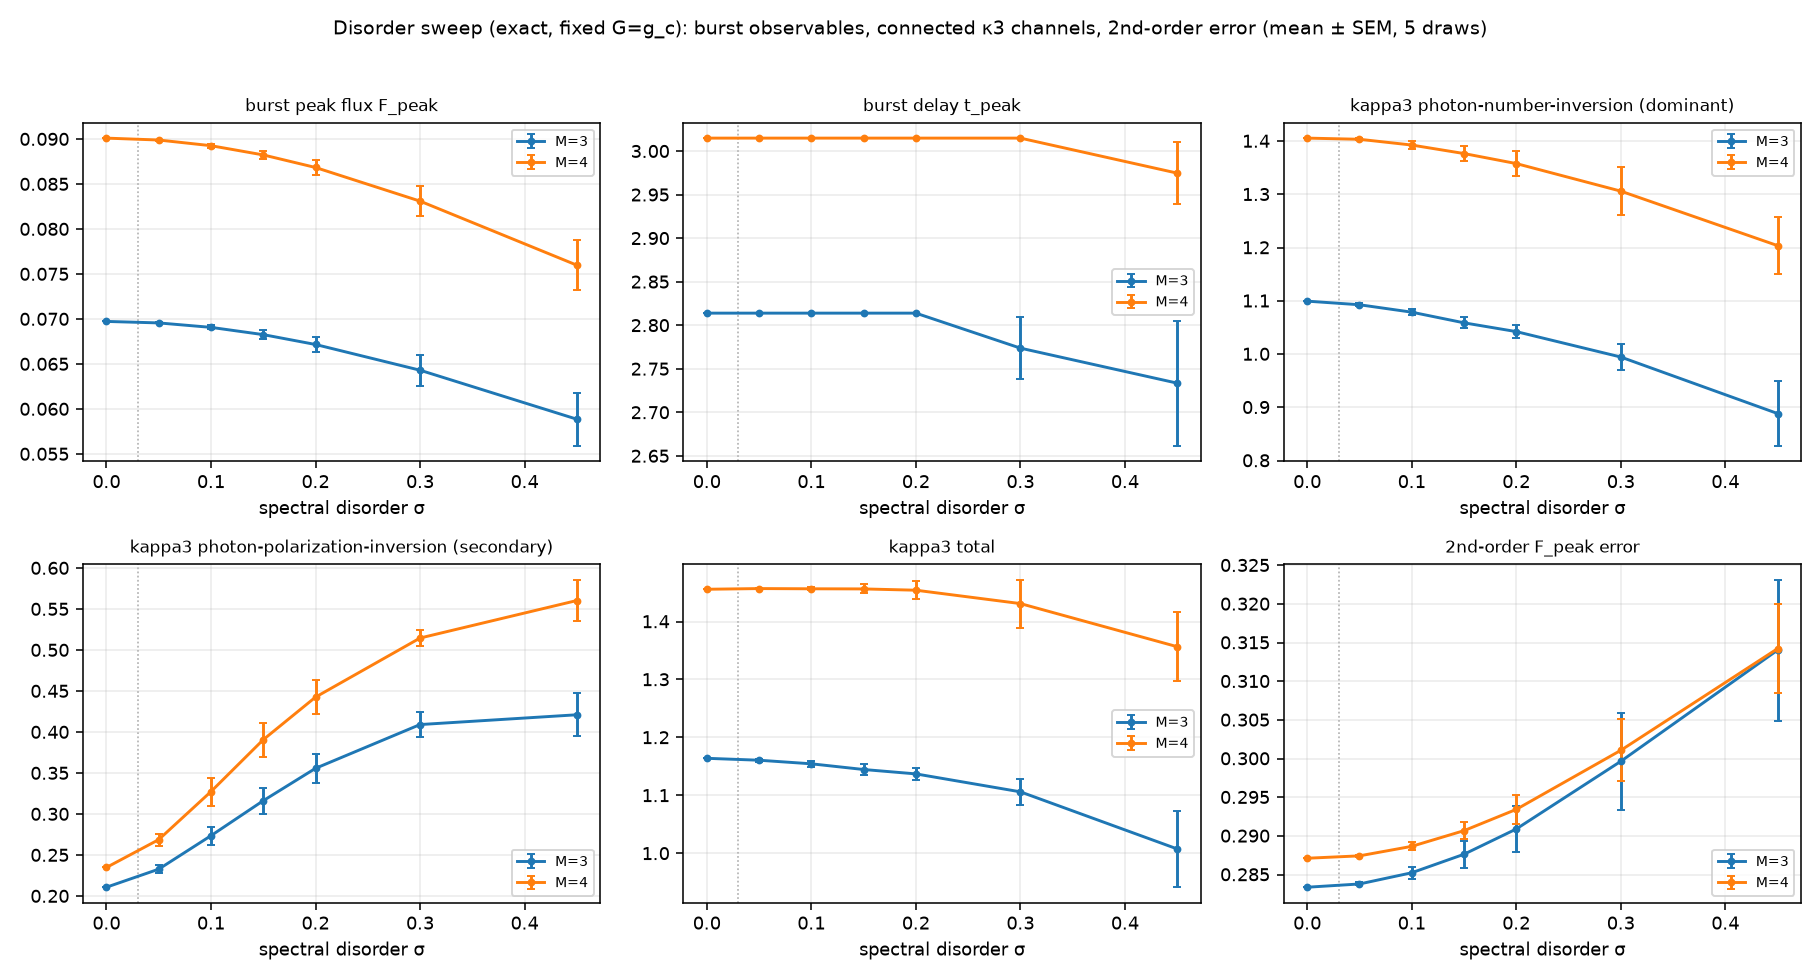 Disorder sweep (exact, fixed G=g_c): burst observables, connected κ3 channels, 2nd-order error (mean ± SEM, 5 draws)
burst peak flux F_peak
0.090
0.085
0.080
0.075
0.070
0.065
0.060
0.055
M=3
M=4
0.0 0.1 0.2 0.3 0.4
spectral disorder σ
burst delay t_peak
3.00
2.95
2.90
2.85
2.80
2.75
2.70
2.65
M=3
M=4
0.0 0.1 0.2 0.3 0.4
spectral disorder σ
kappa3 photon-number-inversion (dominant)
1.4
1.3
1.2
1.1
1.0
0.9
0.8
M=3
M=4
0.0 0.1 0.2 0.3 0.4
spectral disorder σ
kappa3 photon-polarization-inversion (secondary)
0.60
0.55
0.50
0.45
0.40
0.35
0.30
0.25
0.20
M=3
M=4
0.0 0.1 0.2 0.3 0.4
spectral disorder σ
kappa3 total
1.4
1.3
1.2
1.1
1.0
M=3
M=4
0.0 0.1 0.2 0.3 0.4
spectral disorder σ
2nd-order F_peak error
0.325
0.320
0.315
0.310
0.305
0.300
0.295
0.290
0.285
M=3
M=4
0.0 0.1 0.2 0.3 0.4
spectral disorder σ